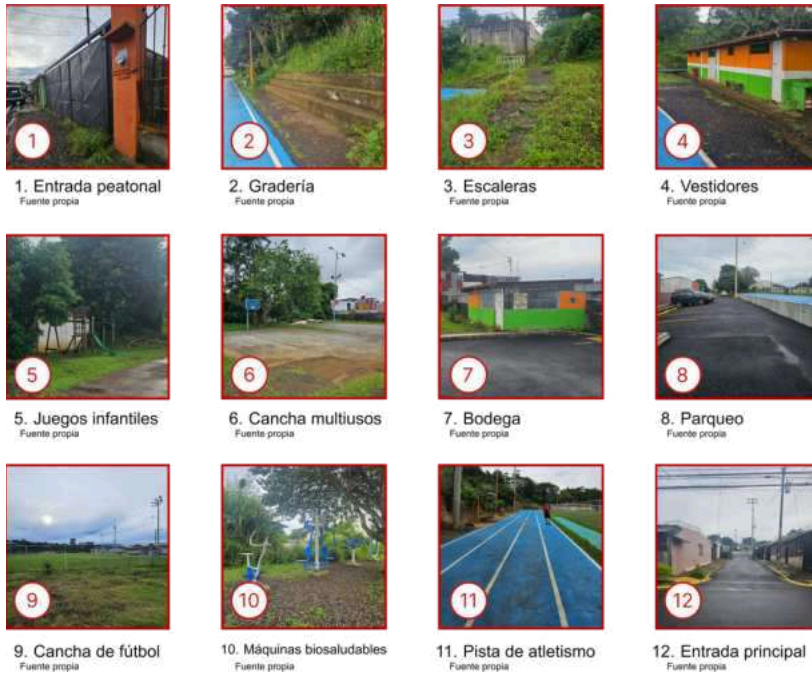 1
2
3
4
1. Entrada peatonal
Fuente propia
2. Gradería
Fuente propia
3. Escaleras
Fuente propia
4. Vestidores
Fuente propia
5
6
7
8
5. Juegos infantiles
Fuente propia
6. Cancha multiusos
Fuente propia
7. Bodega
Fuente propia
8. Parqueo
Fuente propia
9
10
11
12
9. Cancha de fútbol
Fuente propia
10. Máquinas biosaludables
Fuente propia
11. Pista de atletismo
Fuente propia
12. Entrada principal
Fuente propia